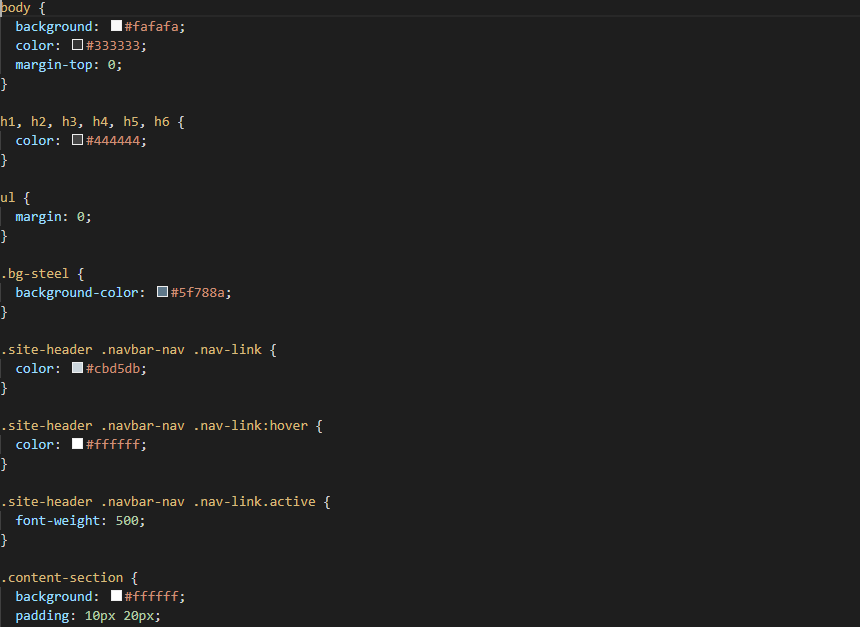 body {
  background: #fafafa;
  color: #333333;
  margin-top: 0;
}

h1, h2, h3, h4, h5, h6 {
  color: #444444;
}

ul {
  margin: 0;
}

.bg-steel {
  background-color: #5f788a;
}

.site-header .navbar-nav .nav-link {
  color: #cbd5db;
}

.site-header .navbar-nav .nav-link:hover {
  color: #ffffff;
}

.site-header .navbar-nav .nav-link.active {
  font-weight: 500;
}

.content-section {
  background: #ffffff;
  padding: 10px 20px;